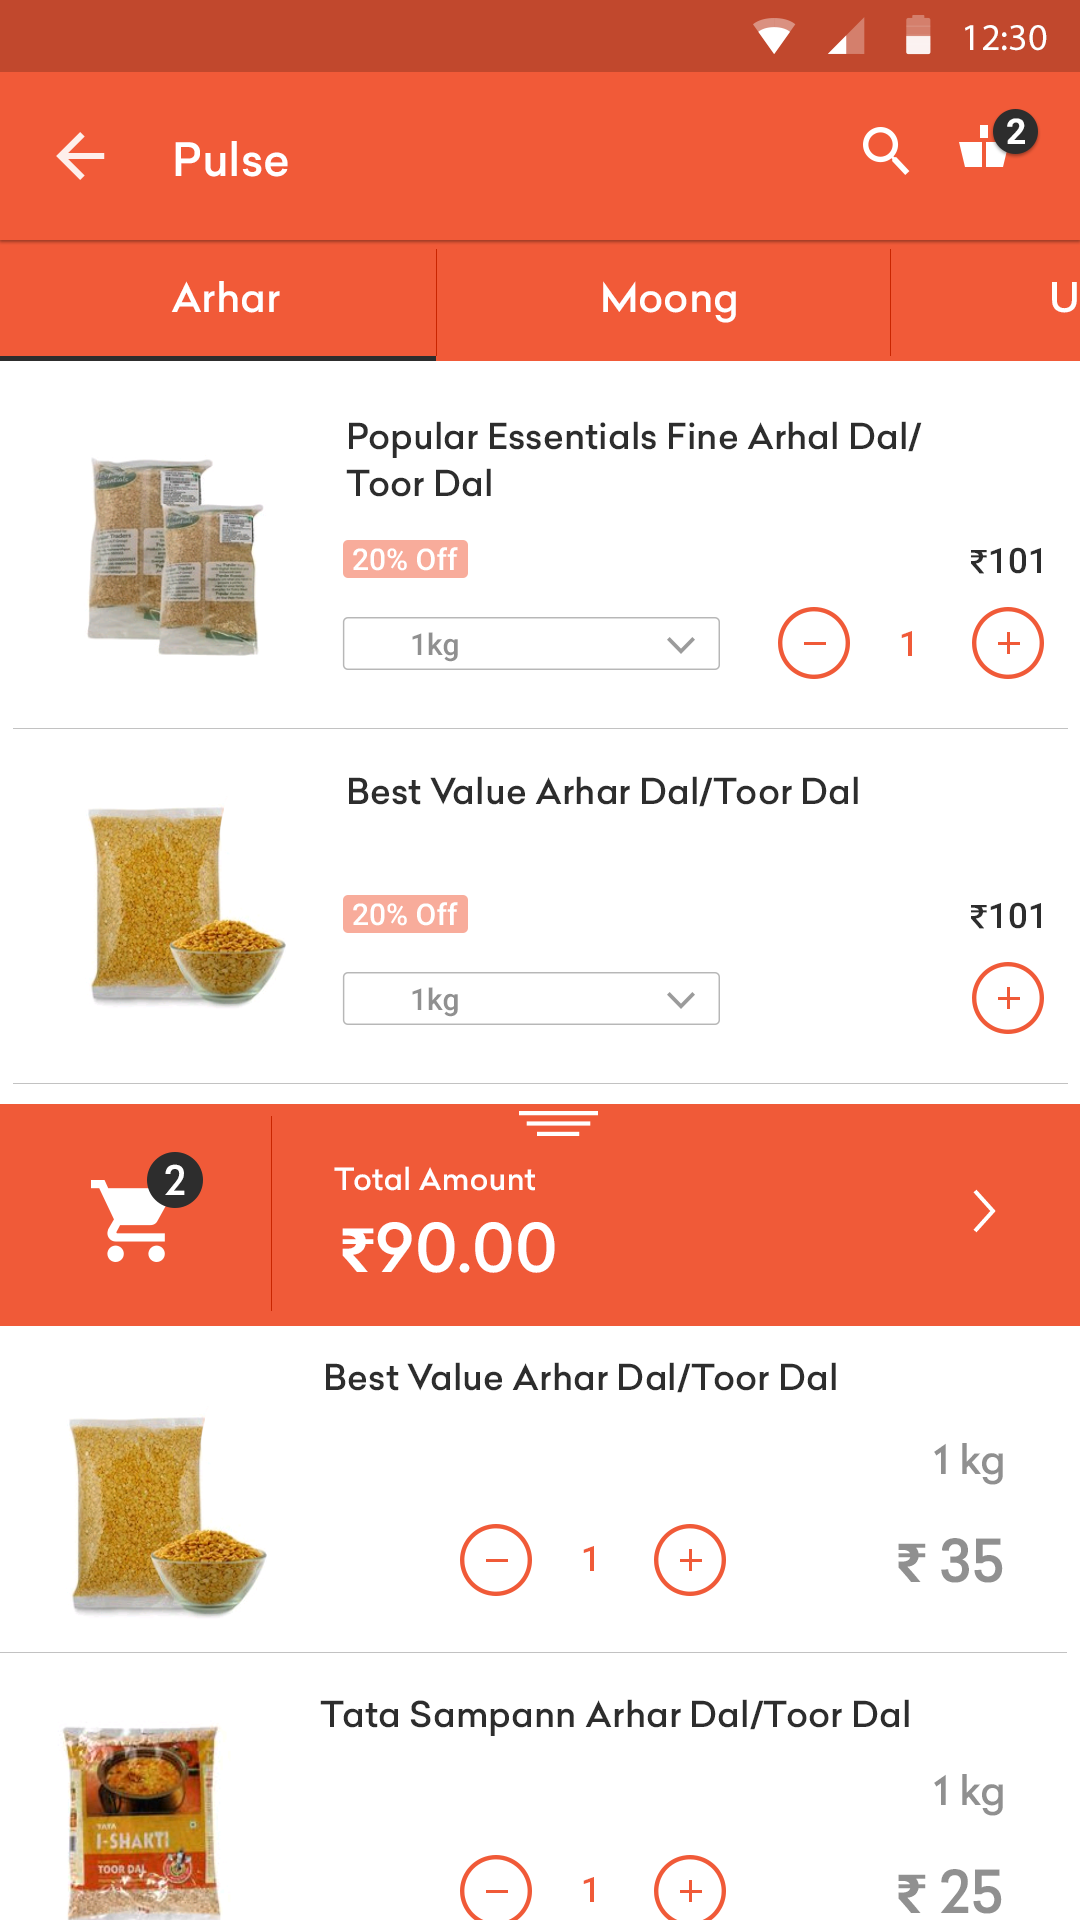 12:30
Pulse
2
Arhar
Moong
U
Popular Essentials Fine Arhal Dal/
Toor Dal
20% Off
₹101
1kg
1
Best Value Arhar Dal/Toor Dal
20% Off
₹101
1kg
2
Total Amount
₹90.00
Best Value Arhar Dal/Toor Dal
1 kg
1
₹ 35
Tata Sampann Arhar Dal/Toor Dal
1 kg
TATA
I-SHAKTI
TOOR DAL
1
₹ 25